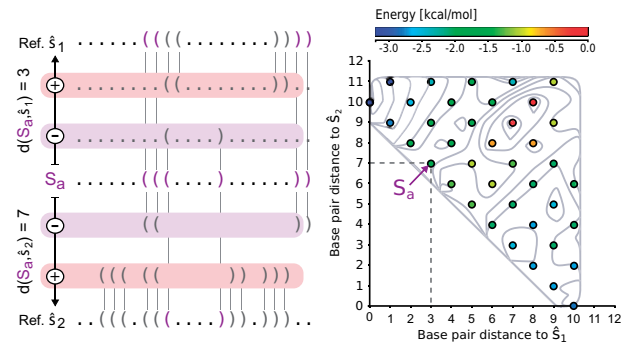 Energy [kcal/mol]
-3.0 -2.5 -2.0 -1.5 -1.0 -0.5 0.0
Ref. ŝ1 .......((((........))))
d(Sa,ŝ1) = 3
+ .......................
- .........(.....)........
Sa .......(((.....).......))
d(Sa,ŝ2) = 7
- (( ))
+ ((( (( )) )))
Ref. ŝ2 ..(((.(((.....)))..)))..
12
11
10
9
8
7
6
5
4
3
2
1
0
Base pair distance to ŝ2
Sa
0 1 2 3 4 5 6 7 8 9 10 11 12
Base pair distance to ŝ1